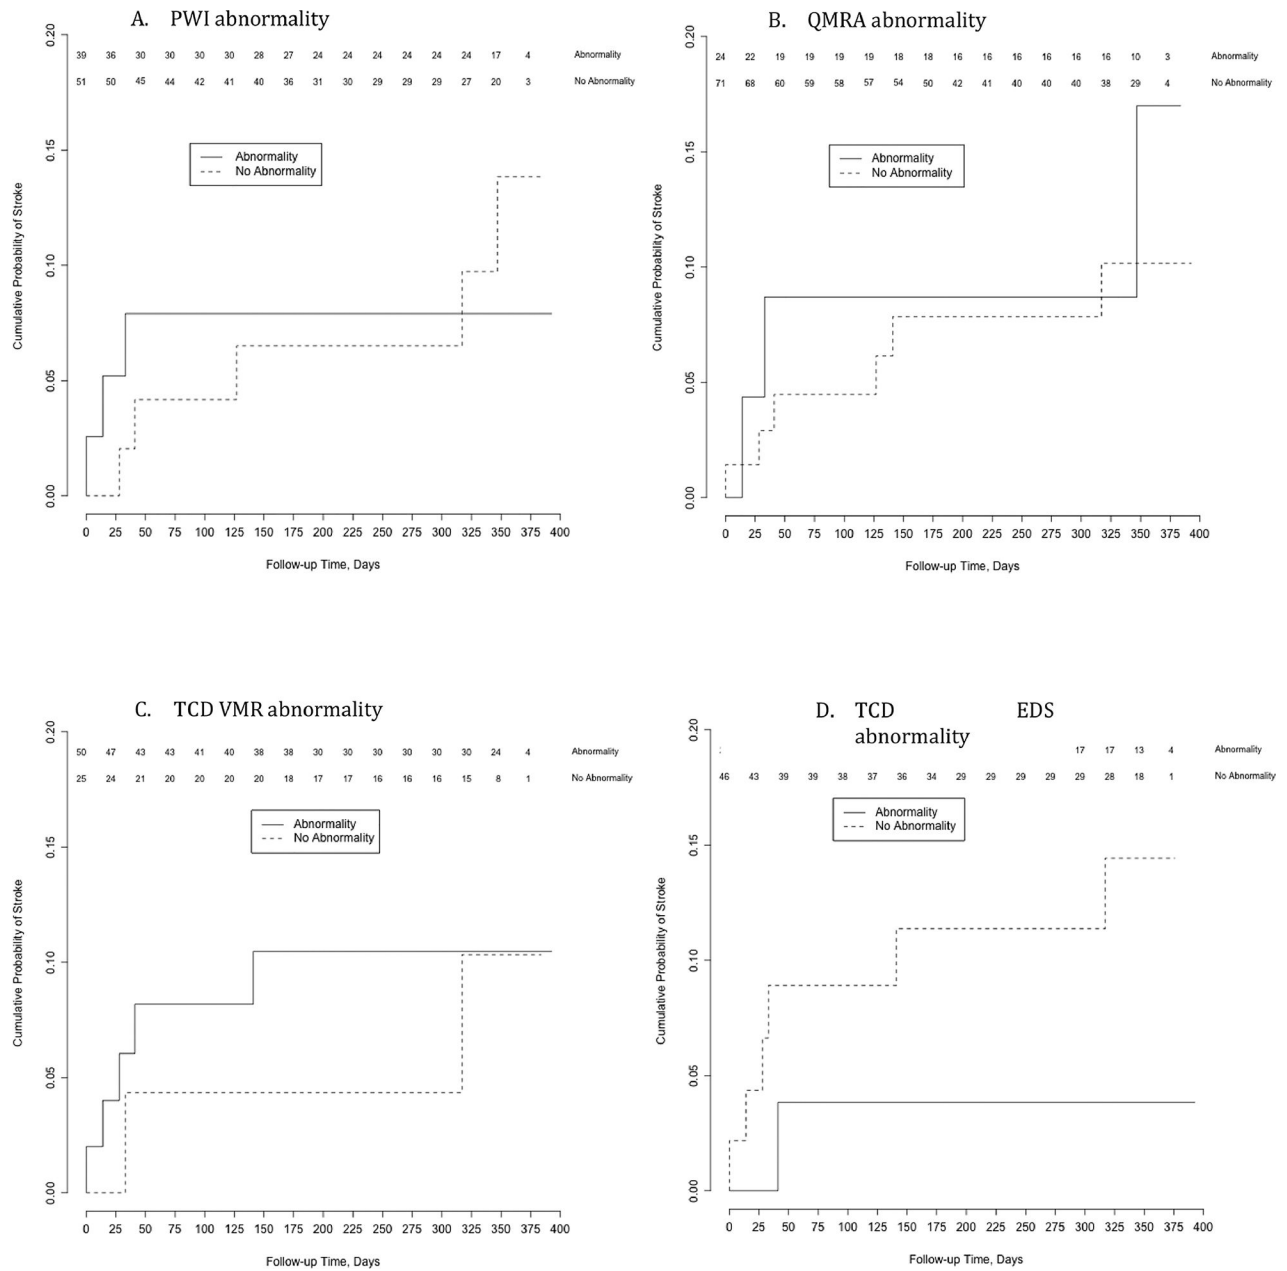 A. PWI abnormality
39 36 30 30 30 30 28 27 24 24 24 24 24 24 17 4 Abnormality
51 50 45 44 42 41 40 36 31 30 29 29 29 27 20 3 No Abnormality
Abnormality
No Abnormality
Cumulative Probability of Stroke
0.20
0.15
0.10
0.05
0.00
0 25 50 75 100 125 150 175 200 225 250 275 300 325 350 375 400
Follow-up Time, Days
B. QMRA abnormality
24 22 19 19 19 19 18 18 16 16 16 16 16 16 10 3 Abnormality
71 68 60 59 58 57 54 50 42 41 40 40 40 38 29 4 No Abnormality
Abnormality
No Abnormality
Cumulative Probability of Stroke
0.20
0.15
0.10
0.05
0.00
0 25 50 75 100 125 150 175 200 225 250 275 300 325 350 375 400
Follow-up Time, Days
C. TCD VMR abnormality
50 47 43 43 41 40 38 38 30 30 30 30 30 30 24 4 Abnormality
25 24 21 20 20 20 20 18 17 17 16 16 16 15 8 1 No Abnormality
Abnormality
No Abnormality
Cumulative Probability of Stroke
0.20
0.15
0.10
0.05
0.00
0 25 50 75 100 125 150 175 200 225 250 275 300 325 350 375 400
Follow-up Time, Days
D. TCD EDS
abnormality
17 17 13 4 Abnormality
46 43 39 39 38 37 36 34 29 29 29 29 29 28 18 1 No Abnormality
Abnormality
No Abnormality
Cumulative Probability of Stroke
0.20
0.15
0.10
0.05
0.00
0 25 50 75 100 125 150 175 200 225 250 275 300 325 350 375 400
Follow-up Time, Days